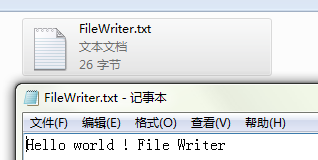 FileWriter.txt
文本文档
26 字节
FileWriter.txt - 记事本
文件(F) 编辑(E) 格式(O) 查看(V) 帮助(H)
Hello world ! File Writer